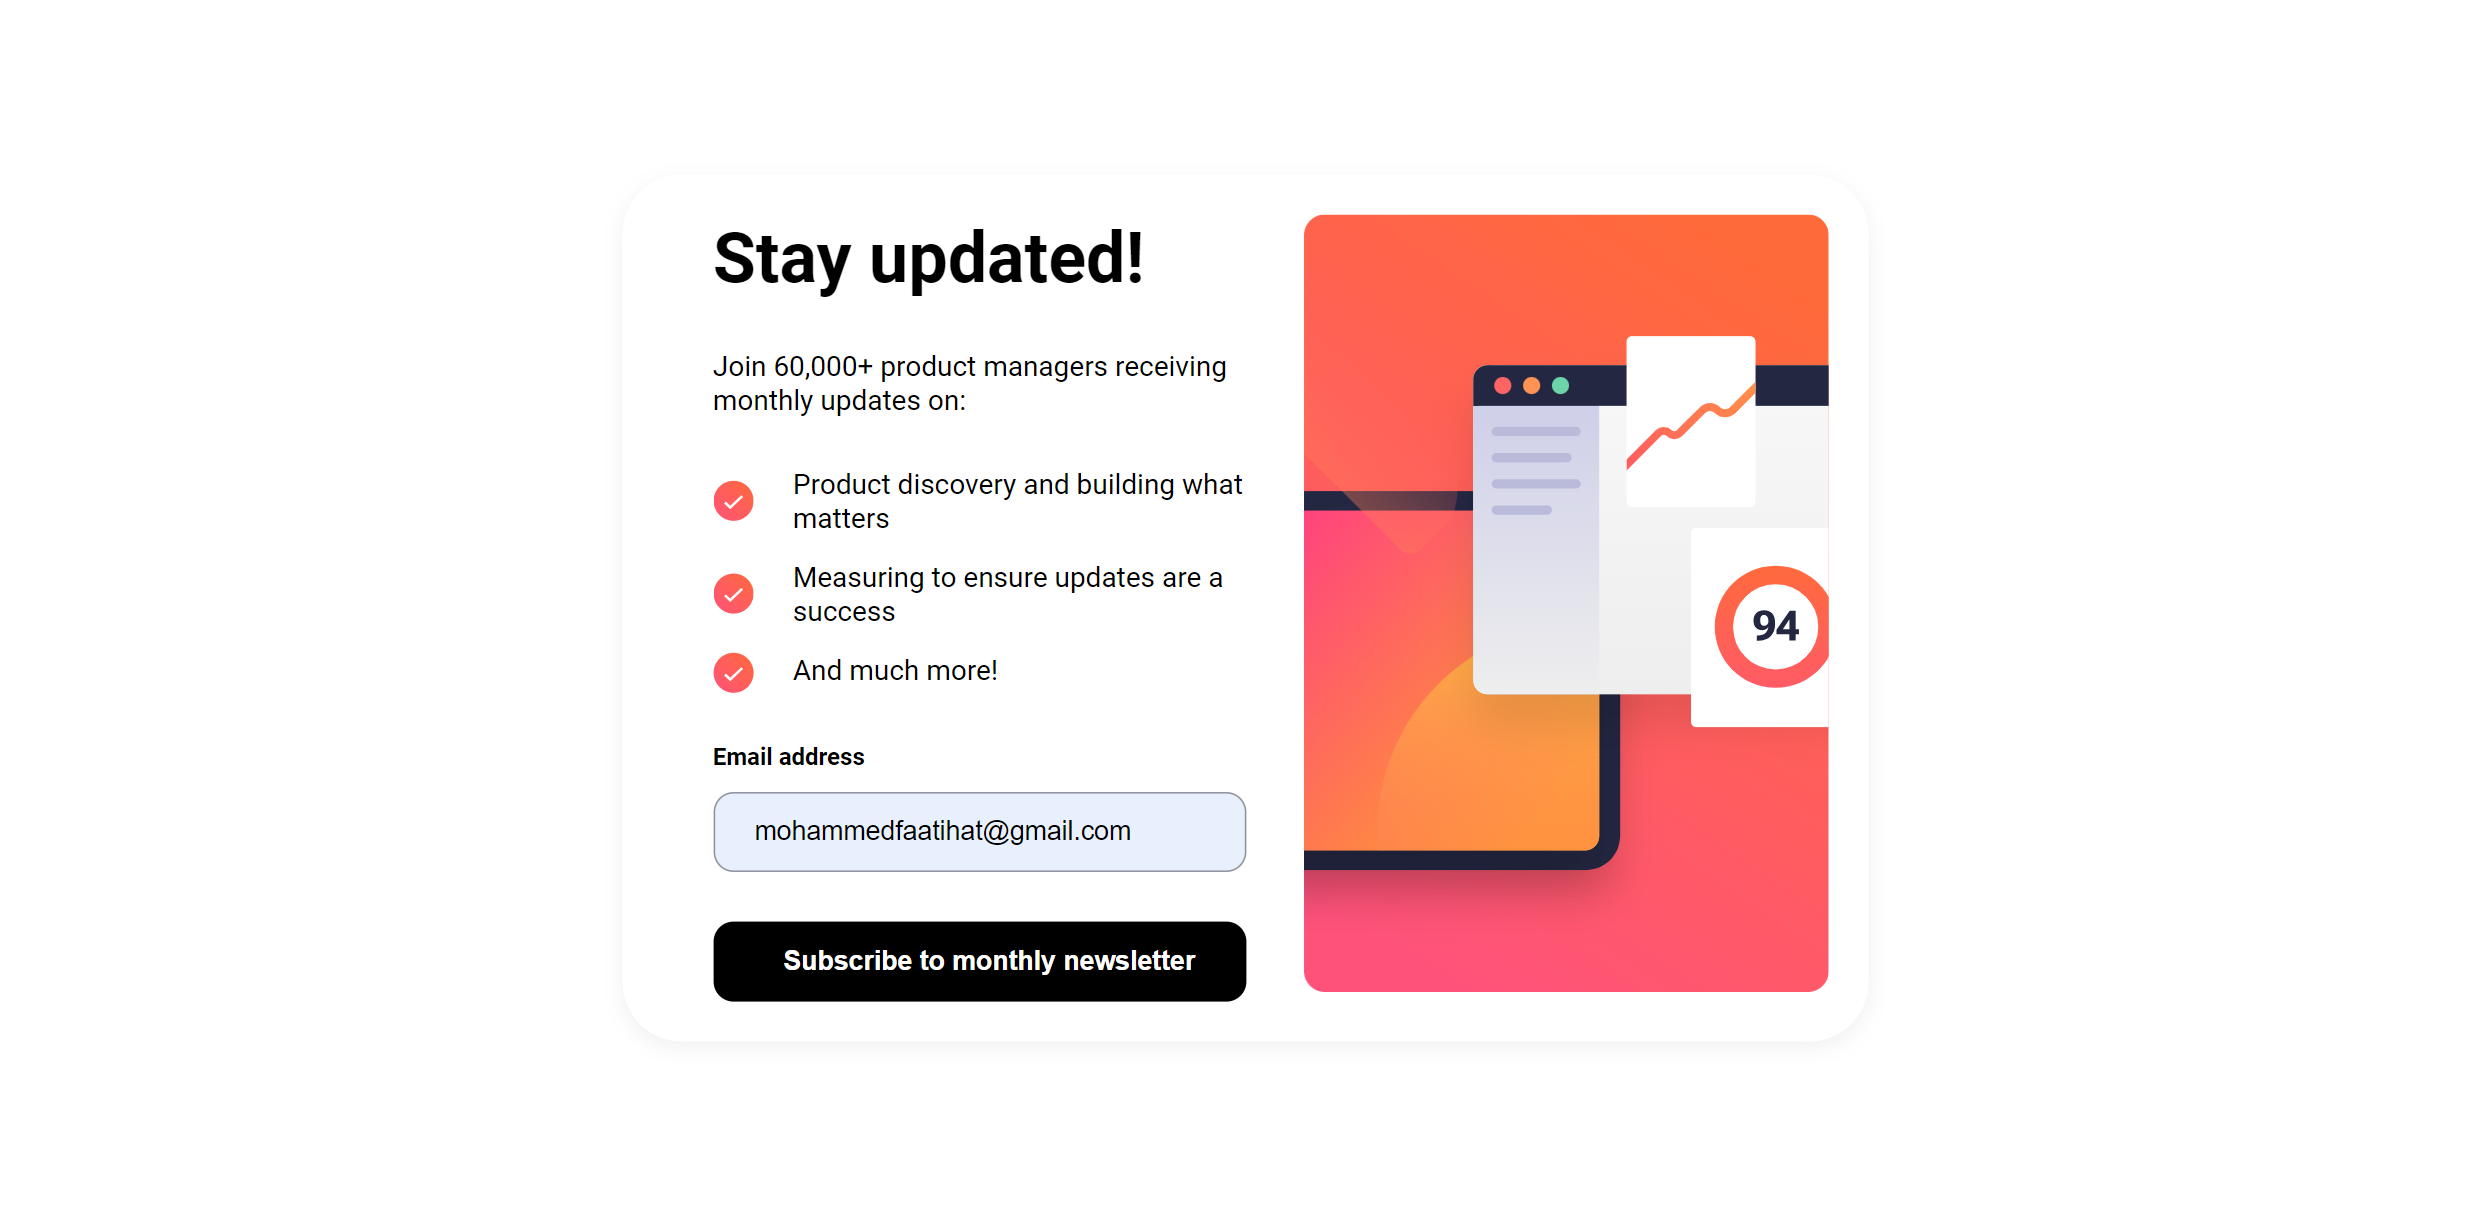 Stay updated!
Join 60,000+ product managers receiving
monthly updates on:
Product discovery and building what
matters
Measuring to ensure updates are a
success
And much more!
Email address
mohammedfaatihat@gmail.com
Subscribe to monthly newsletter
94